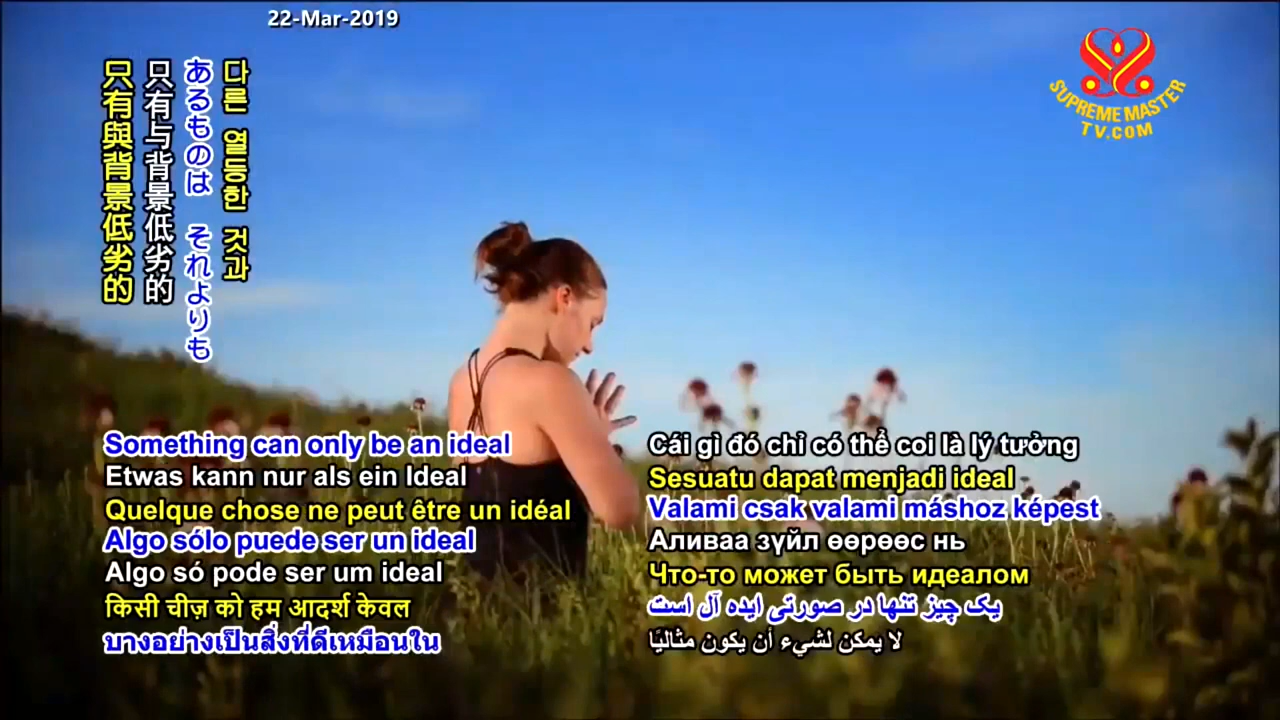 22-Mar-2019
SUPREME MASTER
TV.COM
다른 열등한 것과
あるものは それよりも
只有与背景低劣的
只有與背景低劣的
Something can only be an ideal
Etwas kann nur als ein Ideal
Quelque chose ne peut être un idéal
Algo sólo puede ser un ideal
Algo só pode ser um ideal
किसी चीज़ को हम आदर्श केवल
บางอย่างเป็นสิ่งที่ดีเหมือนใน
Cái gì đó chỉ có thể coi là lý tưởng
Sesuatu dapat menjadi ideal
Valami csak valami máshoz képest
Аливаа зүйл өөрөөс нь
Что-то может быть идеалом
یک چیز تنها در صورتی ایده آل است
لا يمكن لشيء أن يكون مثاليًا